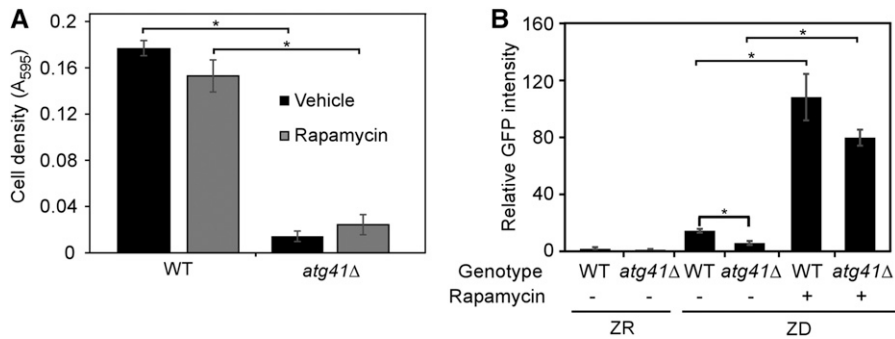 A
Cell density (A595)
0.2
0.16
0.12
0.08
0.04
0
*
*
Vehicle
Rapamycin
WT
atg41Δ
B
Relative GFP intensity
160
120
80
40
0
*
*
*
Genotype WT atg41Δ WT atg41Δ WT atg41Δ
Rapamycin - - - - + +
ZR
ZD